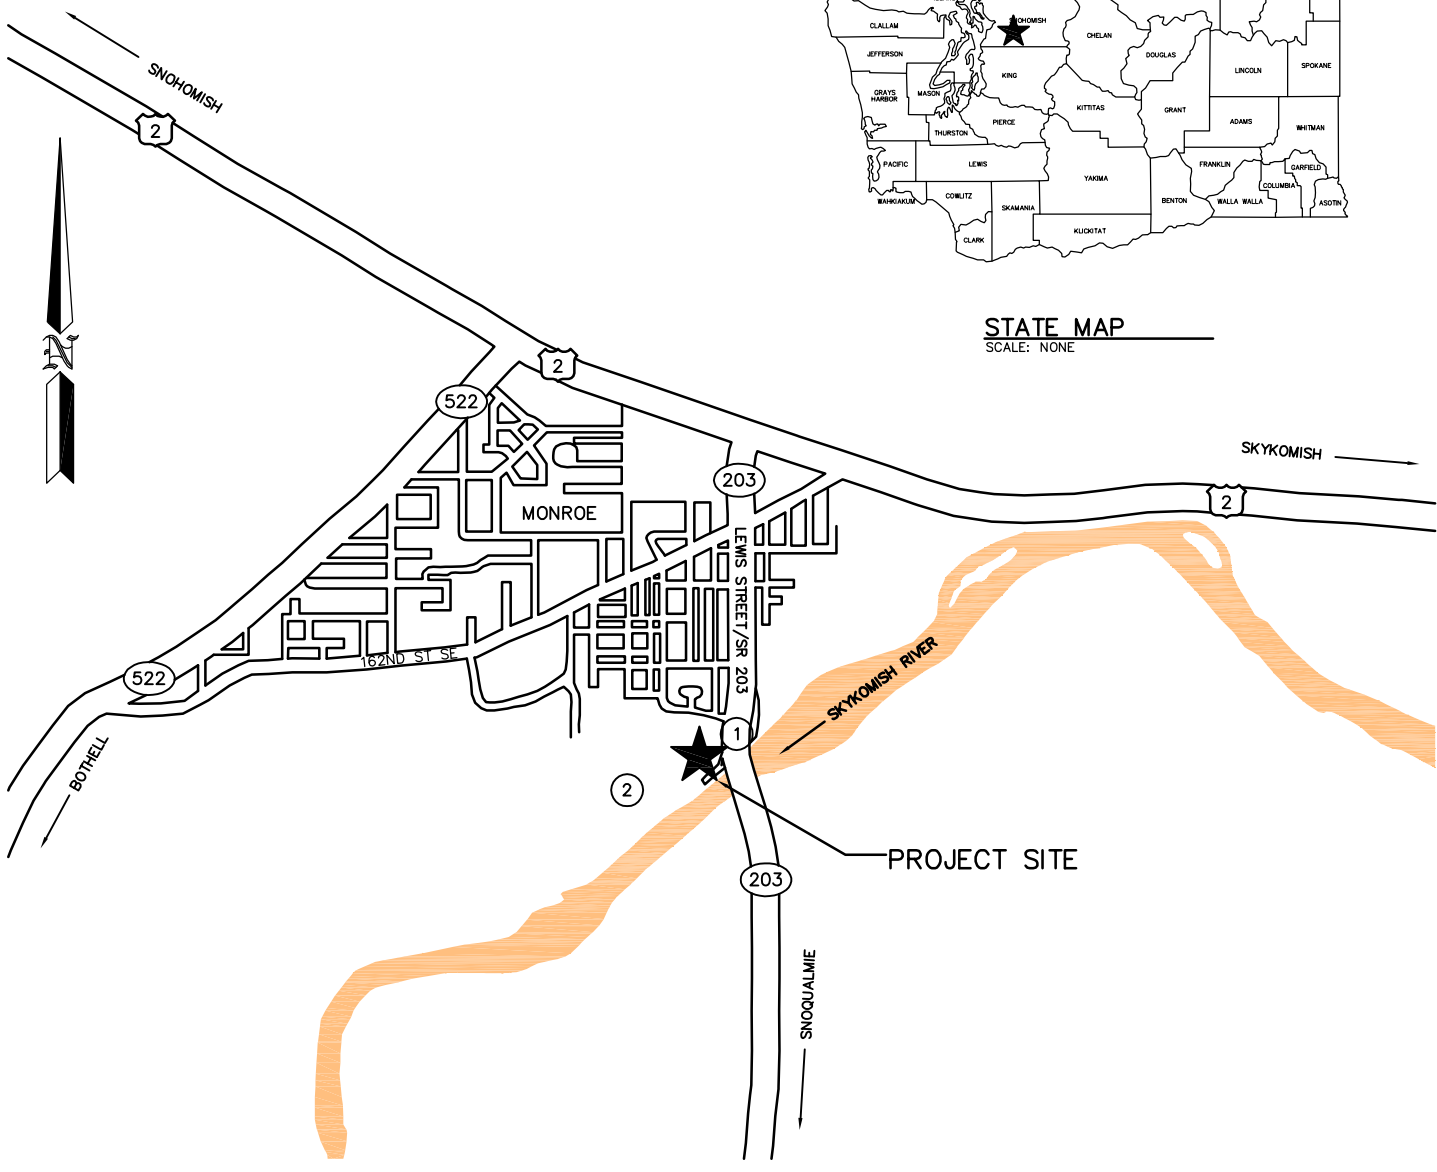 SNOHOMISH
CLALLAM
CHELAN
JEFFERSON
DOUGLAS
KING
LINCOLN
SPOKANE
GRAYS
HARBOR
MASON
KITTITAS
GRANT
PIERCE
ADAMS
WHITMAN
THURSTON
PACIFIC
LEWIS
FRANKLIN
GARFIELD
YAKIMA
COLUMBIA
WAHKIAKUM
COWLITZ
SKAMANIA
BENTON
WALLA WALLA
ASOTIN
CLARK
KLICKITAT
STATE MAP
SCALE: NONE
SNOHOMISH
2
N
2
522
SKYKOMISH
203
2
MONROE
LEWIS STREET/SR 203
162ND ST SE
522
SKYKOMISH RIVER
BOTHELL
1
2
PROJECT SITE
203
SNOQUALMIE